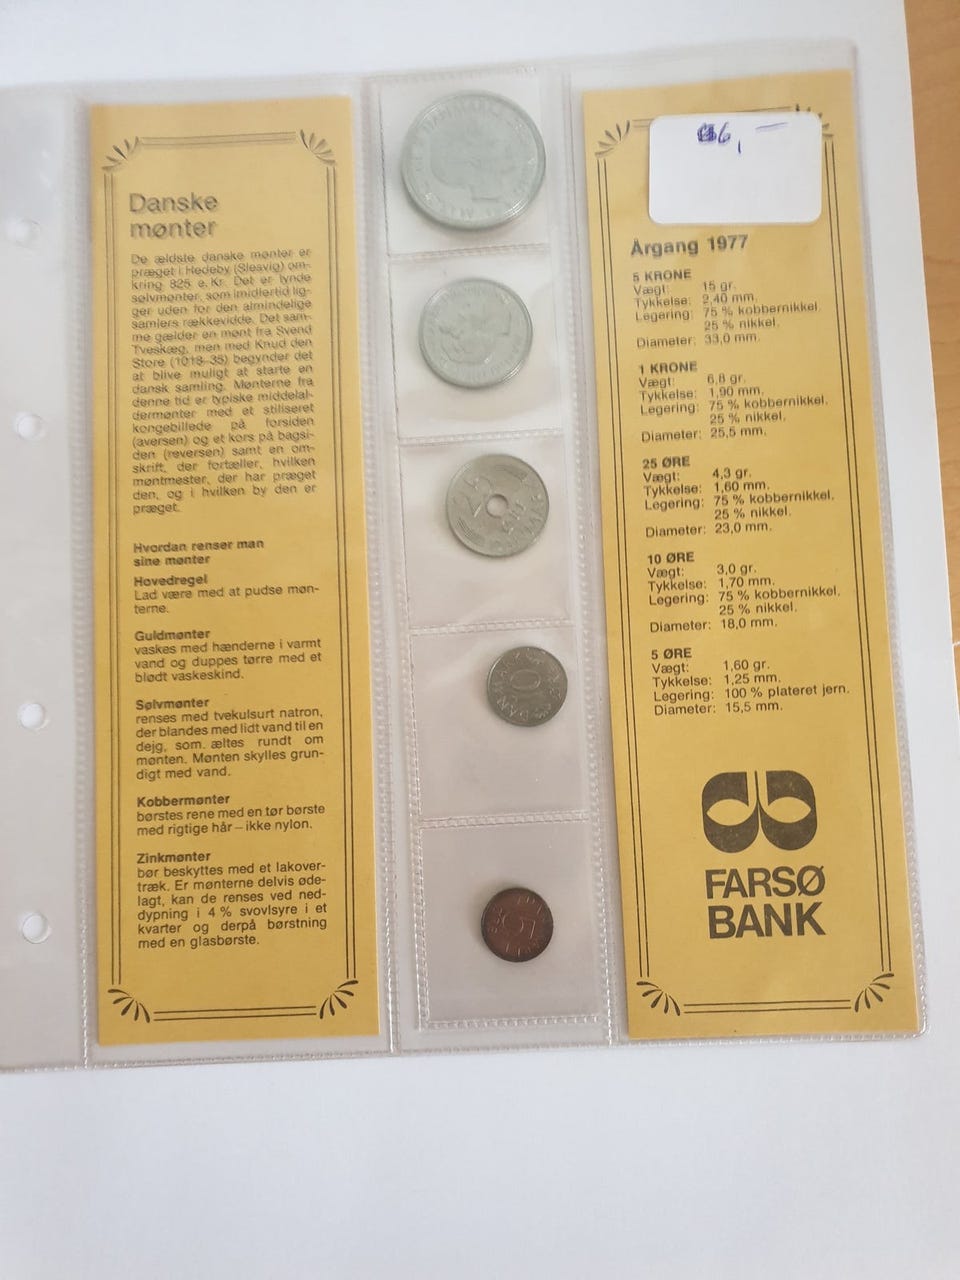 Danske
mønter
De ældste danske mønter er
præget i Hedeby (Slesvig) om-
kring 825 e. Kr. Det er tynde
sølvmønter, som imidlertid lig-
ger uden for den almindelige
samlers rækkevidde. Det sam-
me gælder en mønt fra Svend
Tveskæg, men med Knud den
Store (1018-35) begynder det
at blive muligt at starte en
dansk samling. Mønterne fra
denne tid er typiske middelal-
dermønter med et stiliseret
kongebillede på forsiden
(aversen) og et kors på bagsi-
den (reversen) samt en om-
skrift, der fortæller, hvilken
møntmester, der har præget
den, og i hvilken by den er
præget.
Hvordan renser man
sine mønter
Hovedregel
Lad være med at pudse møn-
terne.
Guldmønter
vaskes med hænderne i varmt
vand og duppes tørre med et
blødt vaskeskind.
Sølvmønter
renses med tvekulsurt natron,
der blandes med lidt vand til en
dej, som æltes rundt om
mønten. Mønten skylles grun-
digt med vand.
Kobbermønter
børstes rene med en tør børste
med rigtige hår – ikke nylon.
Zinkmønter
bør beskyttes med et lakover-
træk. Er mønterne delvis øde-
lagt, kan de renses ved ned-
dypning i 4 % svovlsyre i et
kvarter og derpå børstning
med en glasbørste.
25
10
DANMARK
5
Årgang 1977
5 KRONE
Vægt: 15 gr.
Tykkelse: 2,40 mm.
Legering: 75 % kobbernikkel.
25 % nikkel.
Diameter: 33,0 mm.
1 KRONE
Vægt: 6,8 gr.
Tykkelse: 1,90 mm.
Legering: 75 % kobbernikkel.
25 % nikkel.
Diameter: 25,5 mm.
25 ØRE
Vægt: 4,3 gr.
Tykkelse: 1,60 mm.
Legering: 75 % kobbernikkel.
25 % nikkel.
Diameter: 23,0 mm.
10 ØRE
Vægt: 3,0 gr.
Tykkelse: 1,70 mm.
Legering: 75 % kobbernikkel.
25 % nikkel.
Diameter: 18,0 mm.
5 ØRE
Vægt: 1,60 gr.
Tykkelse: 1,25 mm.
Legering: 100 % plateret jern.
Diameter: 15,5 mm.
FARSØ
BANK